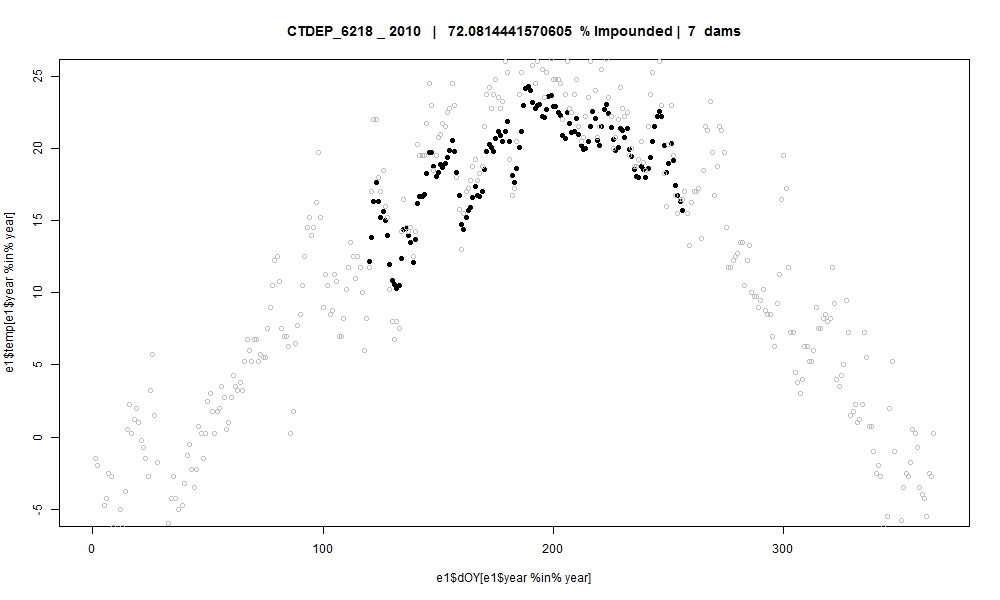 CTDEP_6218 _ 2010 | 72.0814441570605 % Impounded | 7 dams
25
20
15
10
5
0
-5
e1$temp[e1$year %in% year]
0 100 200 300
e1$dOY[e1$year %in% year]